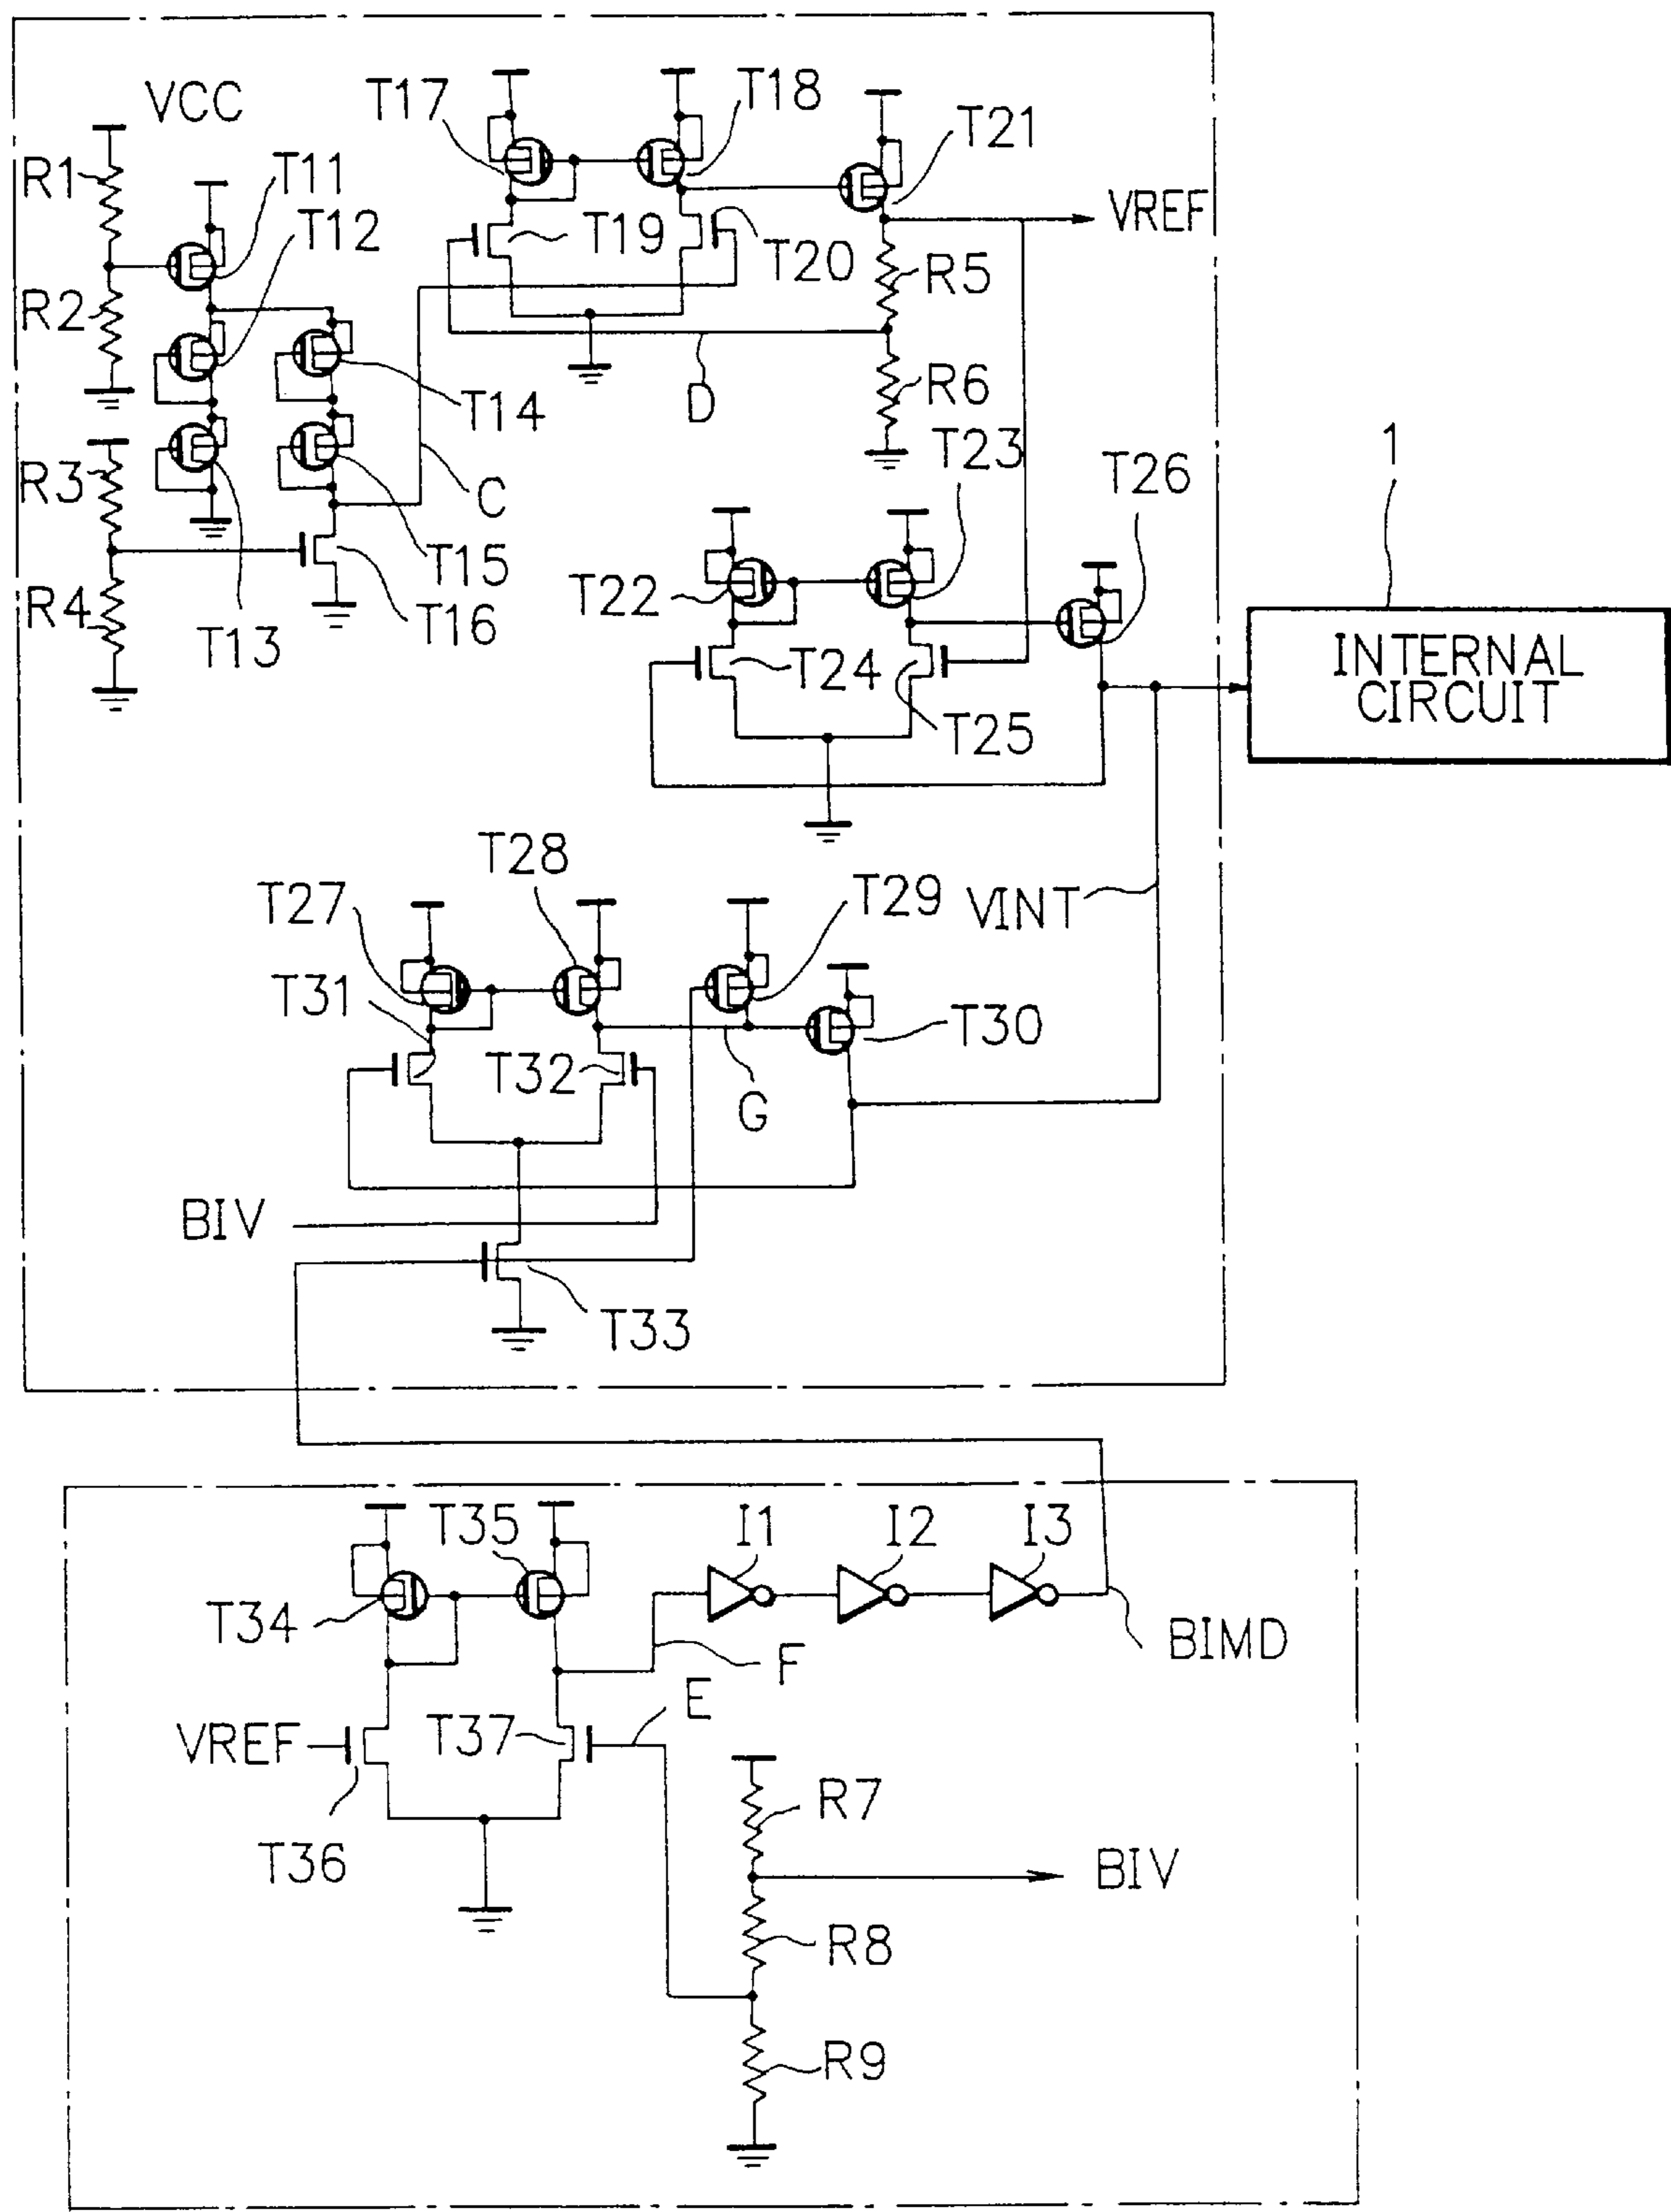 VCC
T17
T18
T21
R1
T11
T12
VREF
T19
T20
R5
R2
D
R6
T14
T23
R3
C
T26
1
T15
T22
R4
T16
T13
T24
T25
INTERNAL
CIRCUIT
T28
T27
T29
VINT
T31
T30
T32
G
BIV
T33
T35
I1
I2
I3
T34
F
BIMD
E
VREF
T37
R7
T36
BIV
R8
R9